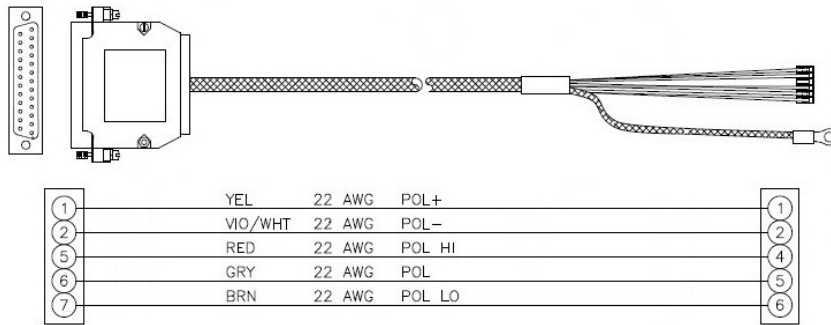 1 YEL 22 AWG POL+ 1
2 VIO/WHT 22 AWG POL- 2
5 RED 22 AWG POL HI 4
6 GRY 22 AWG POL 5
7 BRN 22 AWG POL LO 6